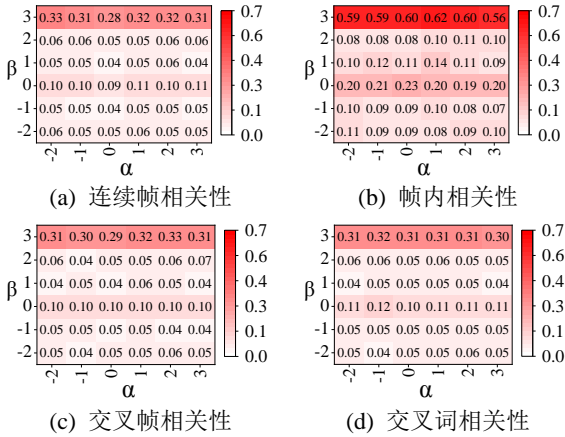 3 0.33 0.31 0.28 0.32 0.32 0.31 0.7
2 0.06 0.06 0.05 0.05 0.06 0.06 0.6
1 0.05 0.05 0.04 0.05 0.06 0.04 0.4
β 0 0.10 0.10 0.09 0.11 0.10 0.11 0.3
-1 0.05 0.05 0.04 0.05 0.05 0.05 0.1
-2 0.06 0.05 0.05 0.06 0.05 0.05 0.0
-2 -1 0 1 2 3
α
(a) 连续帧相关性
3 0.59 0.59 0.60 0.62 0.60 0.56 0.7
2 0.08 0.08 0.08 0.10 0.11 0.10 0.6
1 0.10 0.12 0.11 0.14 0.11 0.09 0.4
β 0 0.20 0.21 0.23 0.20 0.19 0.20 0.3
-1 0.10 0.09 0.09 0.10 0.08 0.07 0.1
-2 0.11 0.09 0.09 0.08 0.09 0.10 0.0
-2 -1 0 1 2 3
α
(b) 帧内相关性
3 0.31 0.30 0.29 0.32 0.33 0.31 0.7
2 0.06 0.04 0.05 0.05 0.06 0.07 0.6
1 0.04 0.05 0.04 0.06 0.05 0.04 0.4
β 0 0.10 0.10 0.10 0.10 0.10 0.10 0.3
-1 0.05 0.05 0.05 0.05 0.04 0.04 0.1
-2 0.05 0.04 0.05 0.05 0.06 0.05 0.0
-2 -1 0 1 2 3
α
(c) 交叉帧相关性
3 0.31 0.32 0.31 0.31 0.31 0.30 0.7
2 0.06 0.06 0.05 0.05 0.06 0.05 0.6
1 0.04 0.05 0.05 0.05 0.05 0.04 0.4
β 0 0.11 0.12 0.10 0.11 0.11 0.11 0.3
-1 0.05 0.05 0.05 0.05 0.05 0.05 0.1
-2 0.05 0.04 0.05 0.05 0.06 0.05 0.0
-2 -1 0 1 2 3
α
(d) 交叉词相关性